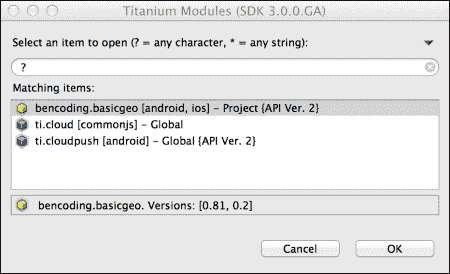 Titanium Modules (SDK 3.0.0.GA)
Select an item to open (? = any character, * = any string):
?
Matching items:
bencoding.basicgeo [android, ios] – Project {API Ver. 2}
ti.cloud [commonjs] – Global
ti.cloudpush [android] – Global {API Ver. 2}
bencoding.basicgeo. Versions: [0.81, 0.2]
Cancel
OK